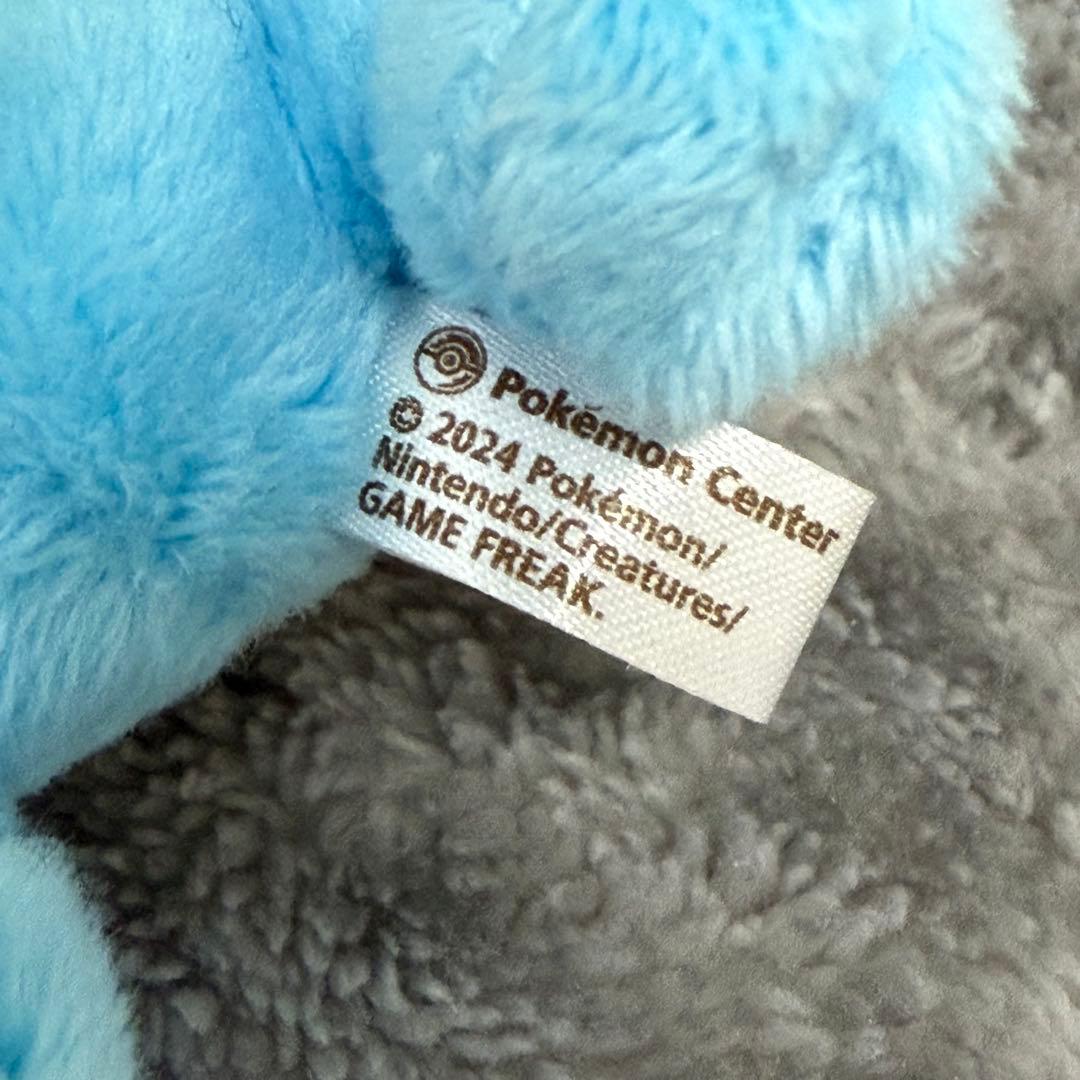 Pokémon Center
© 2024 Pokémon/
Nintendo/Creatures/
GAME FREAK.